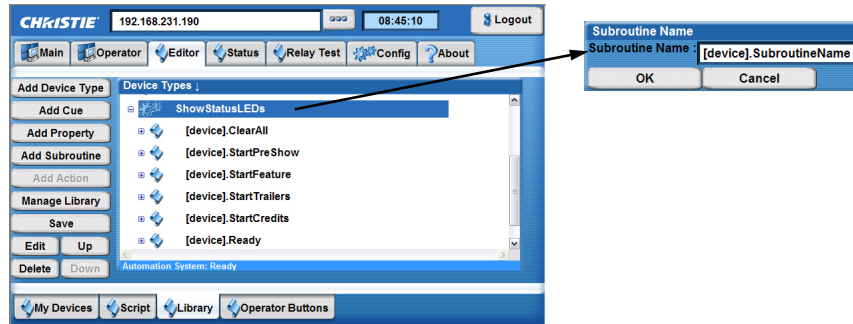 CHRISTIE 192.168.231.190 08:45:10 Logout
Main Operator Editor Status Relay Test Config About
Add Device Type
Add Cue
Add Property
Add Subroutine
Add Action
Manage Library
Save
Edit Up
Delete Down
Device Types ↓
ShowStatusLEDs
[device].ClearAll
[device].StartPreShow
[device].StartFeature
[device].StartTrailers
[device].StartCredits
[device].Ready
Automation System: Ready
My Devices Script Library Operator Buttons
Subroutine Name
Subroutine Name : [device].SubroutineName
OK Cancel